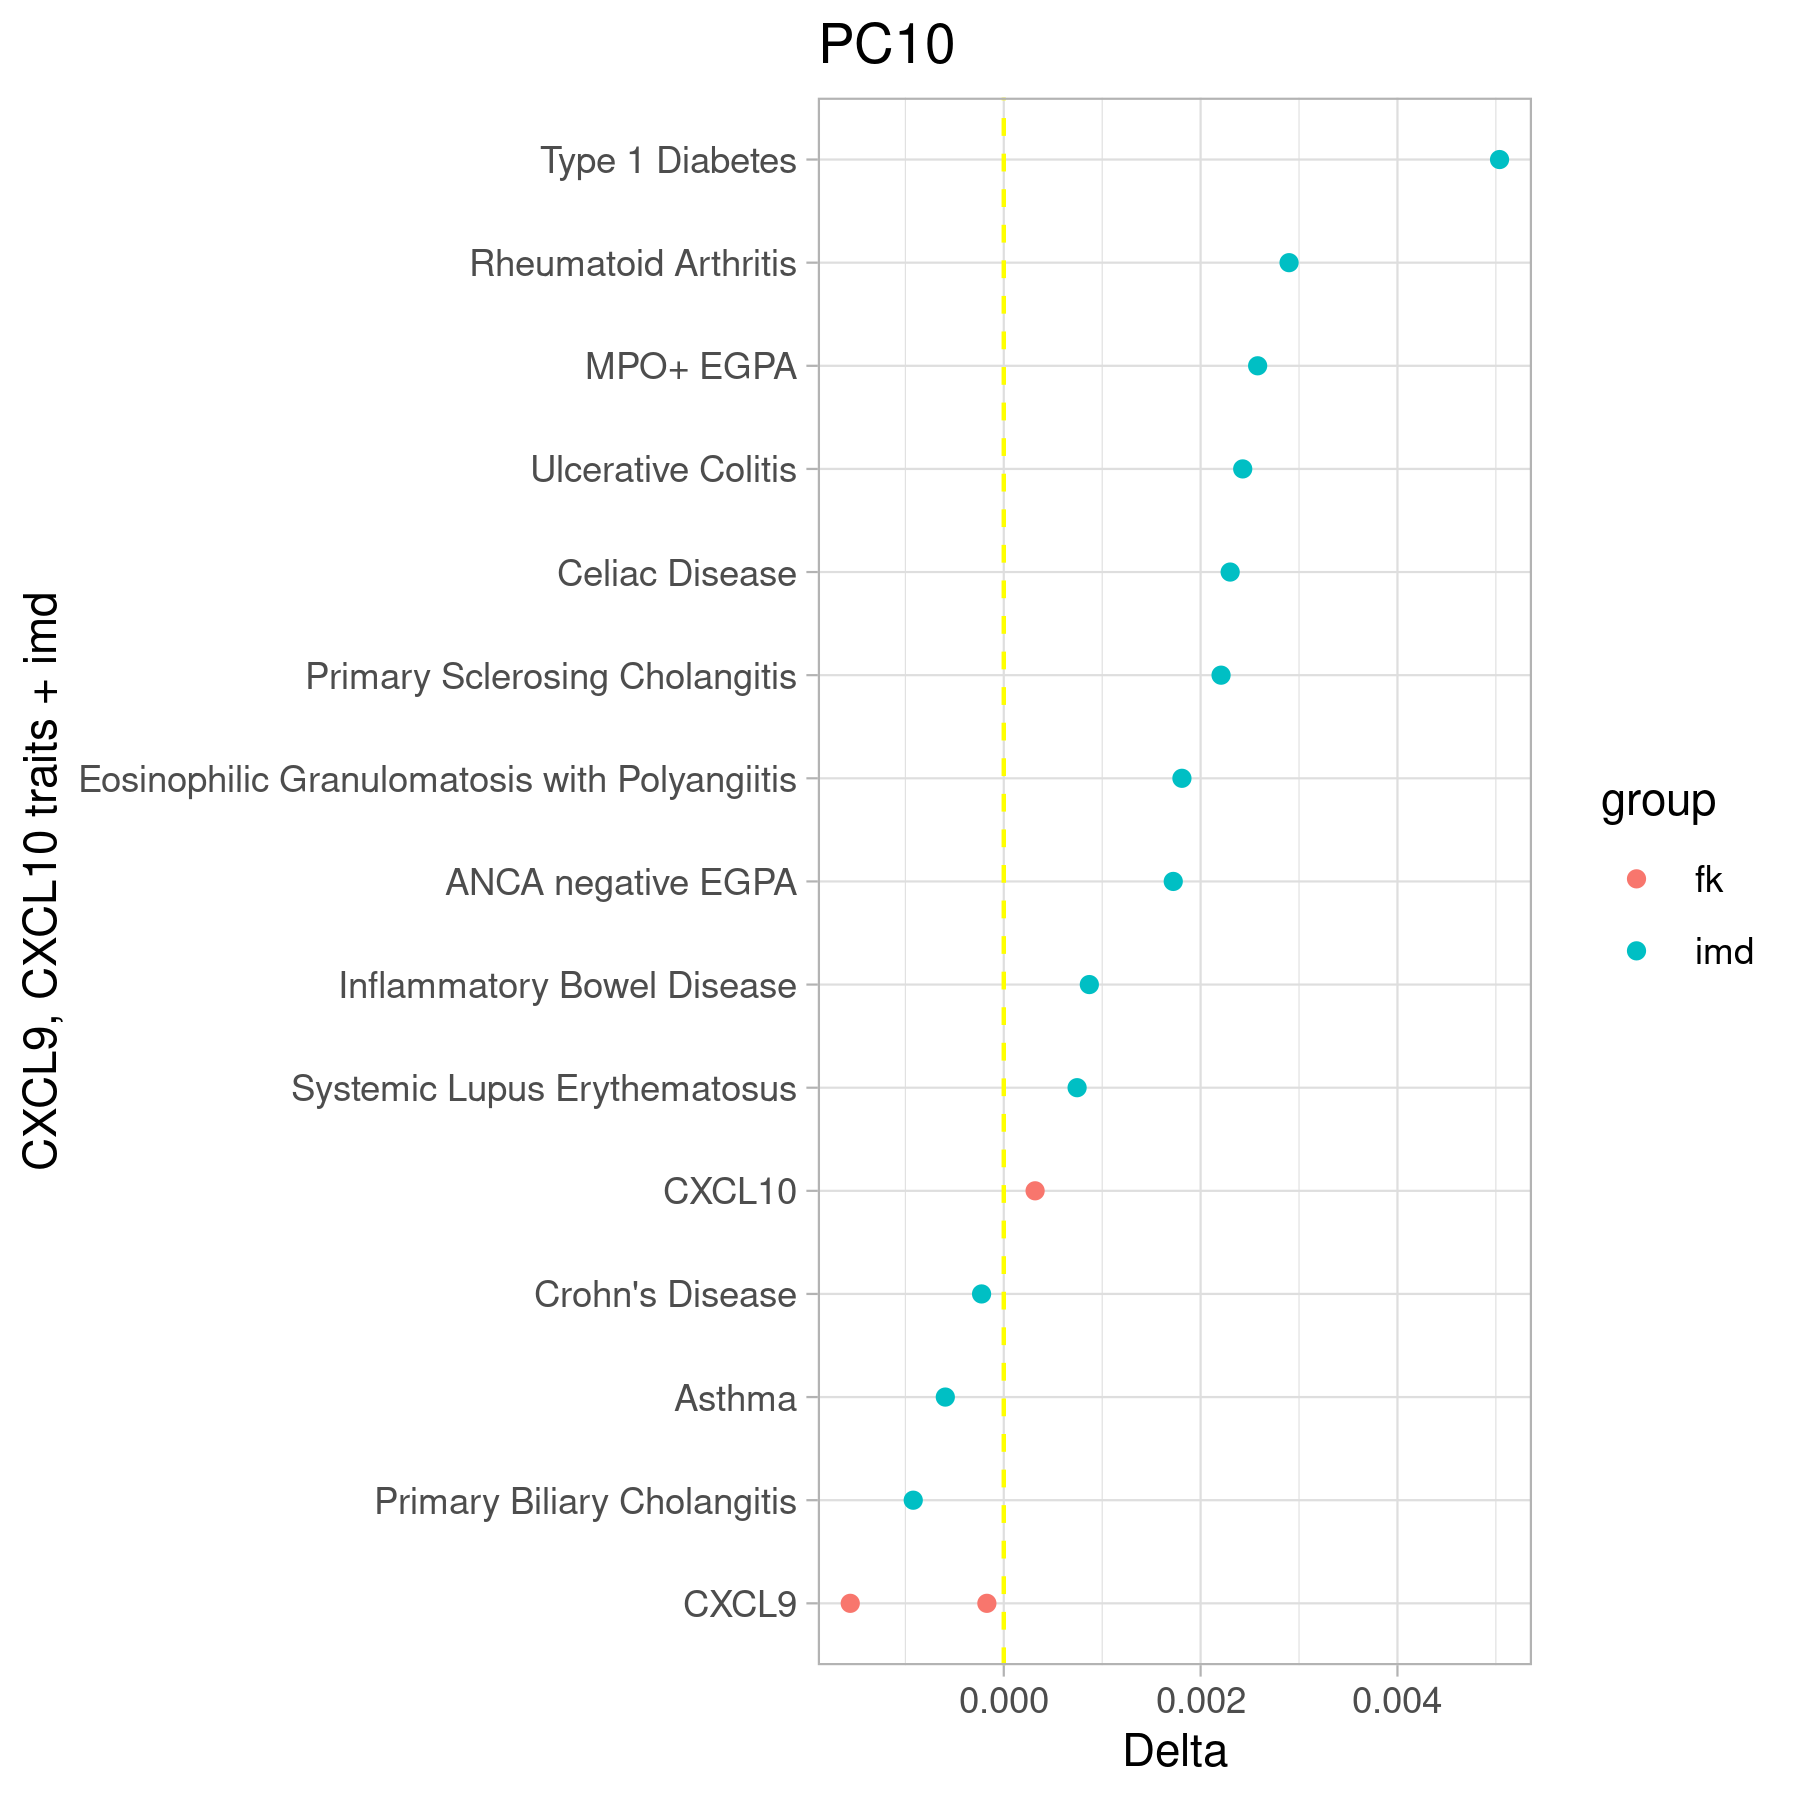 PC10
Type 1 Diabetes
Rheumatoid Arthritis
MPO+ EGPA
Ulcerative Colitis
Celiac Disease
Primary Sclerosing Cholangitis
Eosinophilic Granulomatosis with Polyangiitis
ANCA negative EGPA
Inflammatory Bowel Disease
Systemic Lupus Erythematosus
CXCL10
Crohn's Disease
Asthma
Primary Biliary Cholangitis
CXCL9
CXCL9, CXCL10 traits + imd
0.000 0.002 0.004
Delta
group
fk
imd